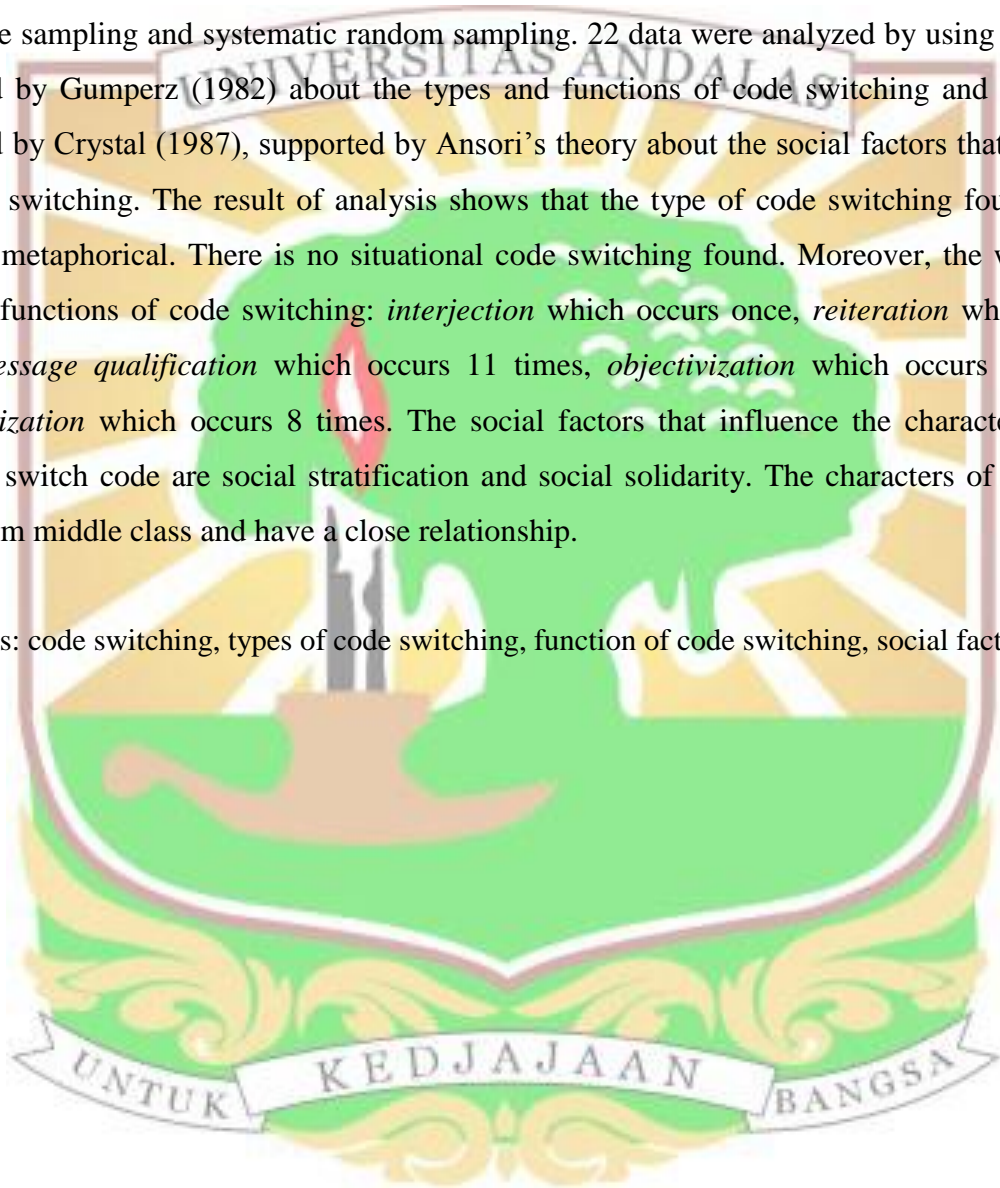 e sampling and systematic random sampling. 22 data were analyzed by using
UNIVERSITAS ANDALAS
d by Gumperz (1982) about the types and functions of code switching and
d by Crystal (1987), supported by Ansori's theory about the social factors that
switching. The result of analysis shows that the type of code switching fou
metaphorical. There is no situational code switching found. Moreover, the
functions of code switching: interjection which occurs once, reiteration wh
essage qualification which occurs 11 times, objectivization which occurs
ization which occurs 8 times. The social factors that influence the characte
switch code are social stratification and social solidarity. The characters of
m middle class and have a close relationship.
s: code switching, types of code switching, function of code switching, social fact
UNTUK KEDJAJAAN BANGSA